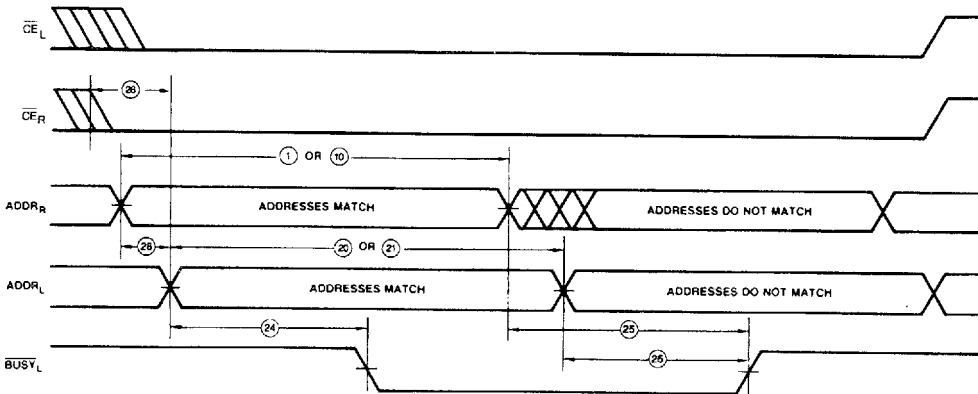 CE_L
28
CE_R
1 OR 10
ADDR_R ADDRESSES MATCH ADDRESSES DO NOT MATCH
28 20 OR 21
ADDR_L ADDRESSES MATCH ADDRESSES DO NOT MATCH
24 25
26
BUSY_L